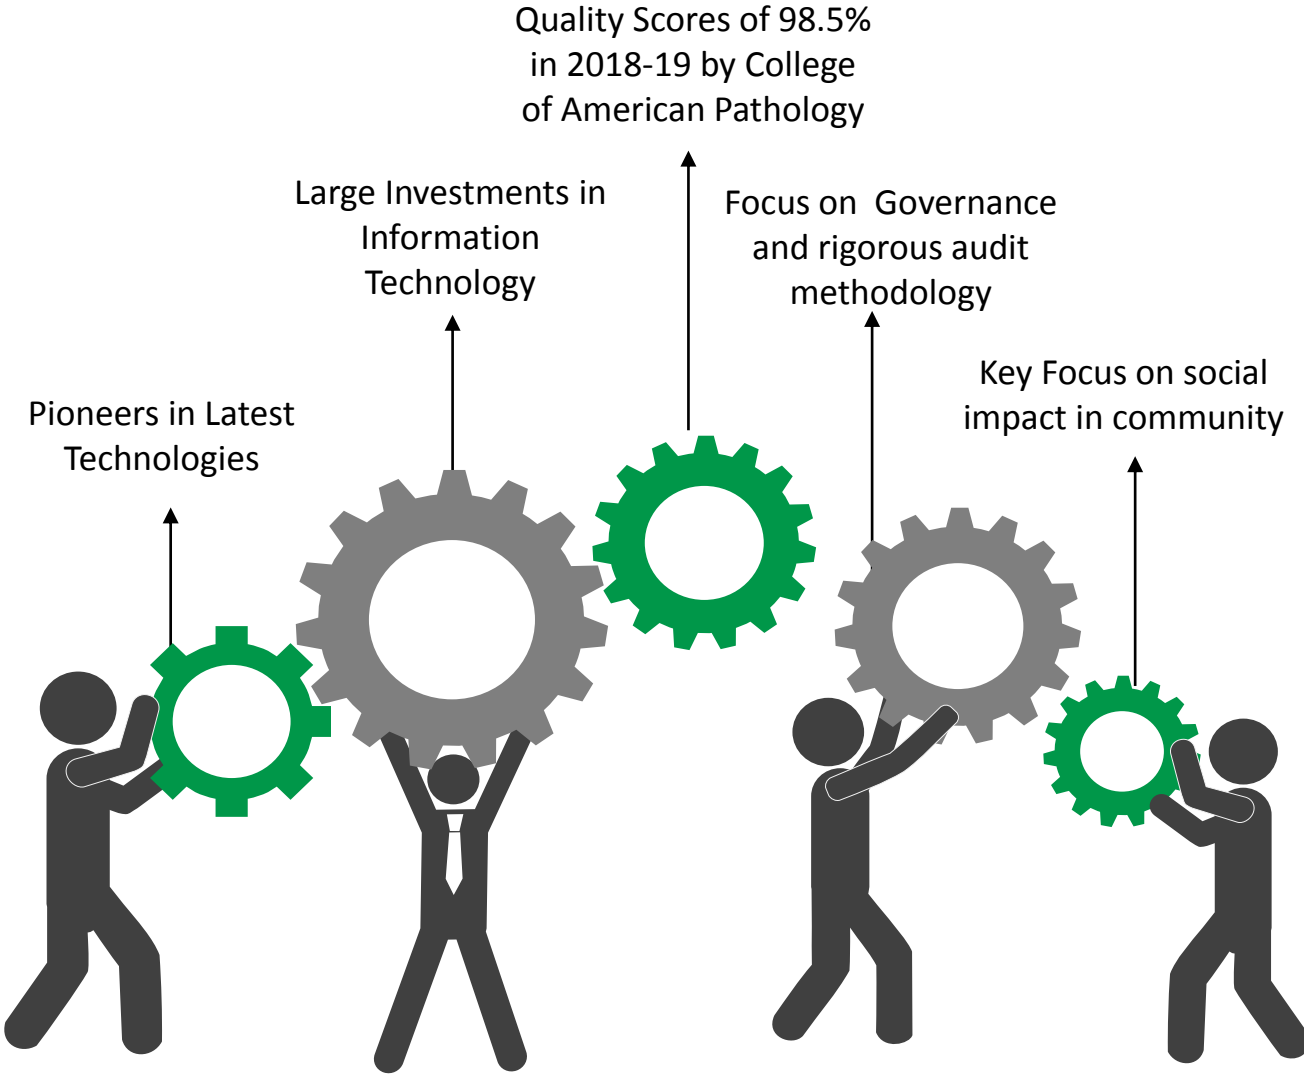 Quality Scores of 98.5%
in 2018-19 by College
of American Pathology
Large Investments in
Information
Technology
Focus on  Governance
and rigorous audit
methodology
Key Focus on social
impact in community
Pioneers in Latest
Technologies